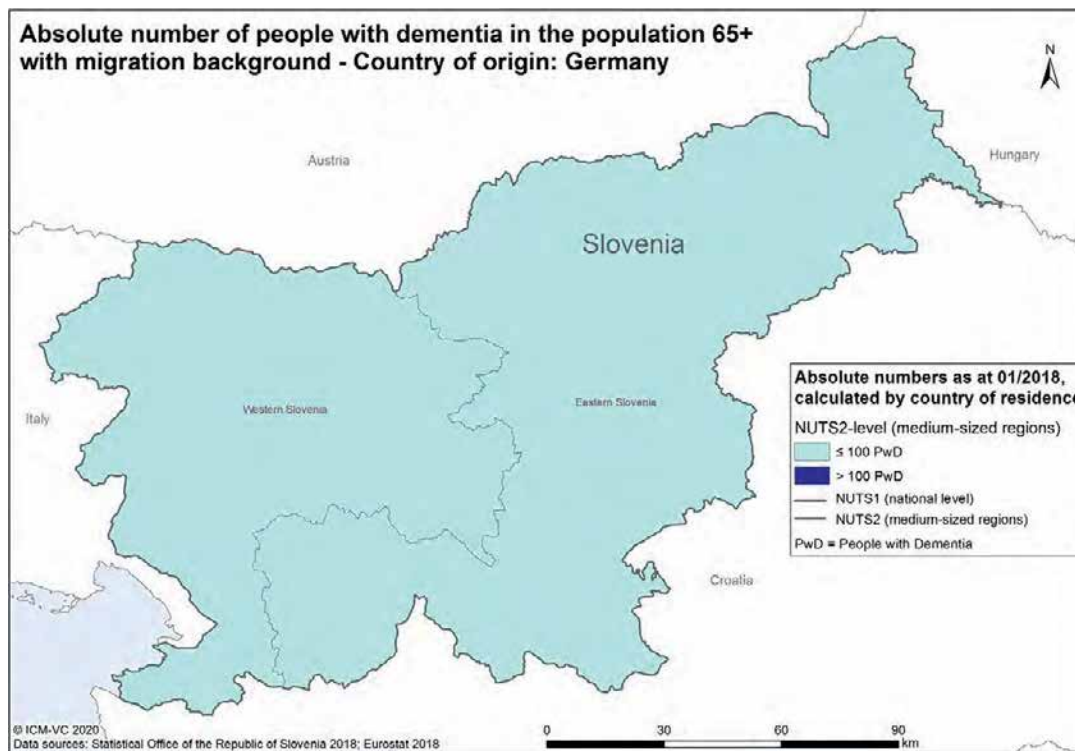 Absolute number of people with dementia in the population 65+
with migration background - Country of origin: Germany
N
Austria
Hungary
Slovenia
Italy
Western Slovenia
Eastern Slovenia
Croatia
Absolute numbers as at 01/2018,
calculated by country of residence
NUTS2-level (medium-sized regions)
≤ 100 PwD
> 100 PwD
NUTS1 (national level)
NUTS2 (medium-sized regions)
PwD = People with Dementia
© ICM-VC 2020
Data sources: Statistical Office of the Republic of Slovenia 2018; Eurostat 2018
0 30 60 90
km